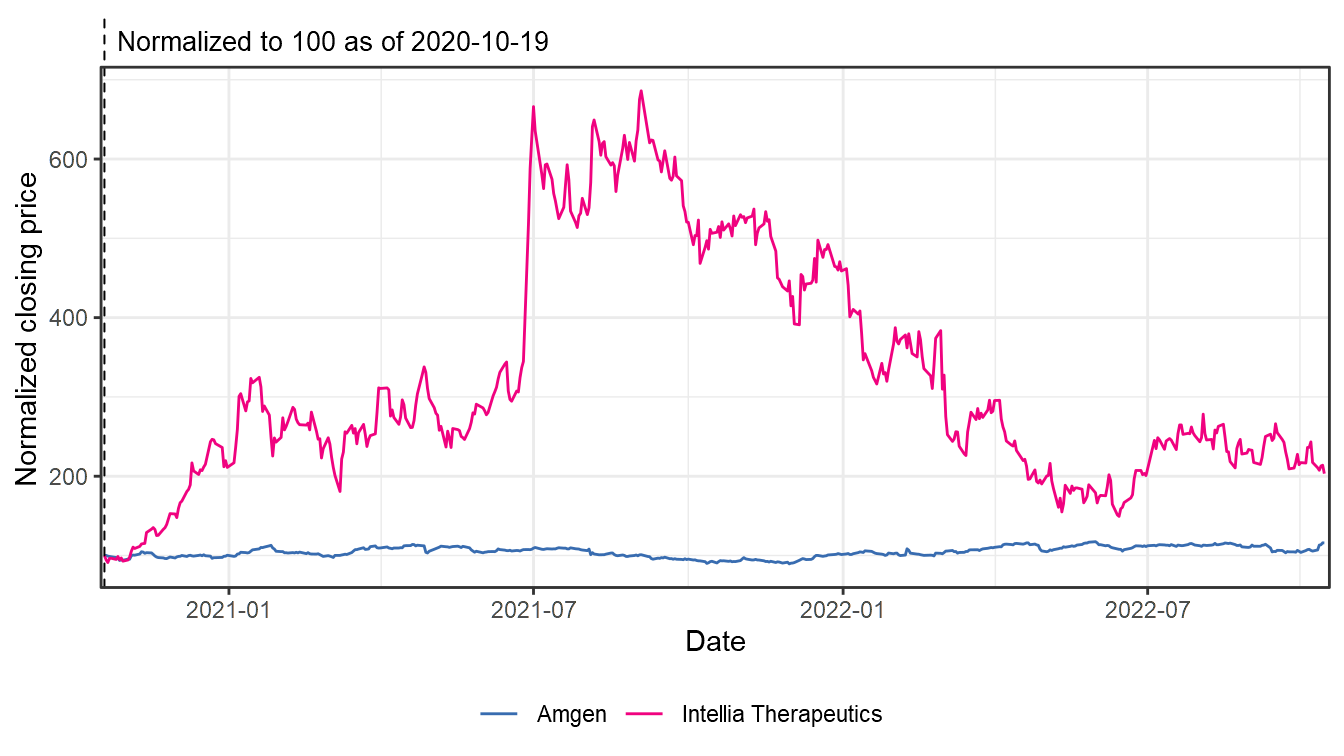 Normalized to 100 as of 2020-10-19
Normalized closing price
600
400
200
2021-01
2021-07
2022-01
2022-07
Date
Amgen
Intellia Therapeutics